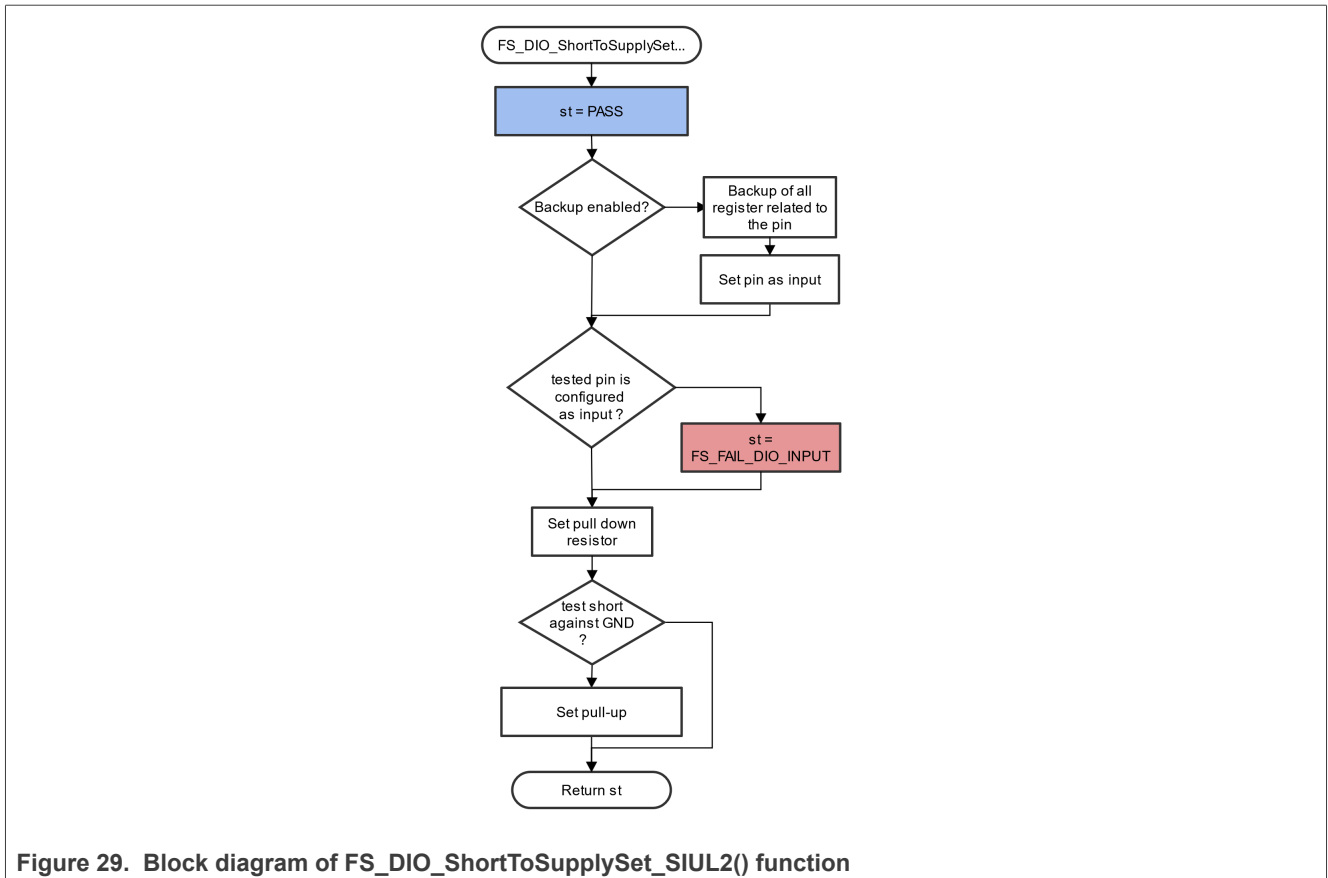 FS_DIO_ShortToSupplySet...
st = PASS
Backup enabled?
Backup of all
register related to
the pin
Set pin as input
tested pin is
configured
as input ?
st =
FS_FAIL_DIO_INPUT
Set pull down
resistor
test short
against GND
?
Set pull-up
Return st
Figure 29. Block diagram of FS_DIO_ShortToSupplySet_SIUL2() function